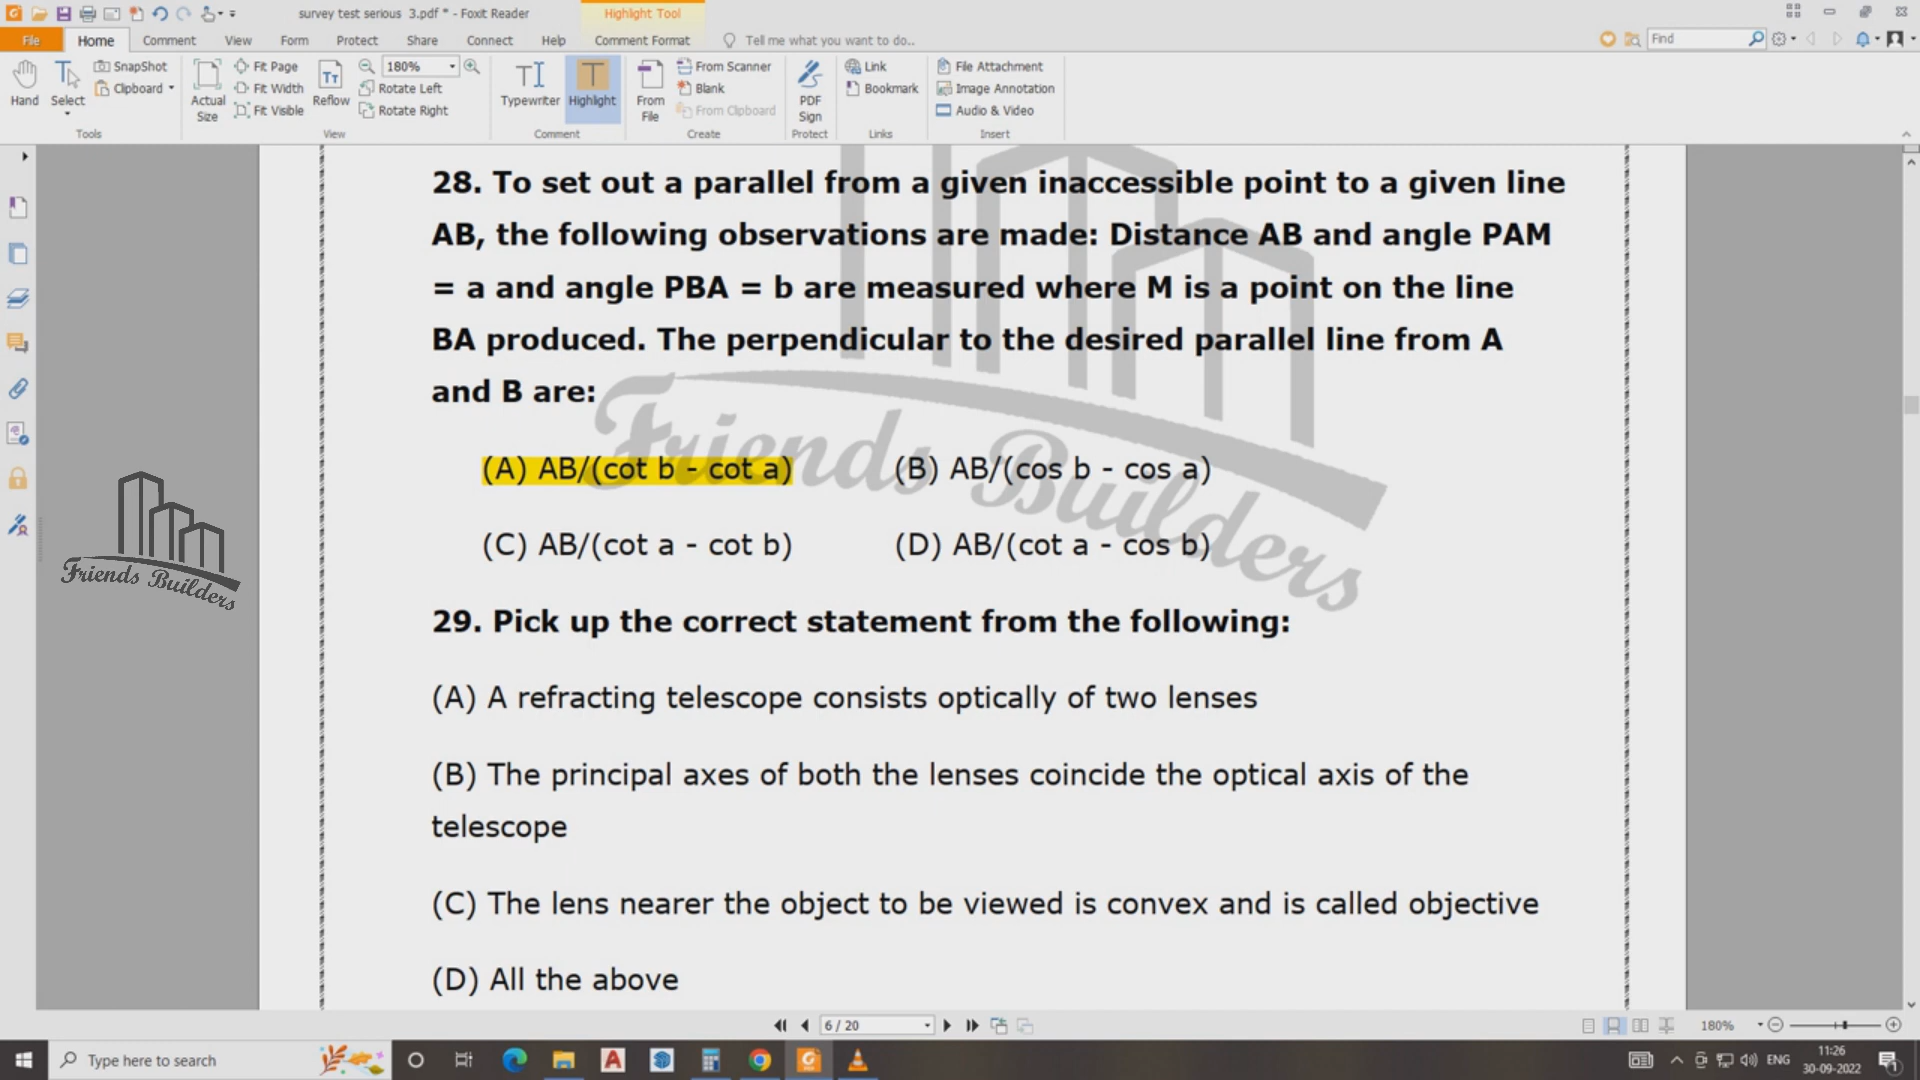 survey test serious 3.pdf * - Foxit Reader
Highlight Tool
File
Home
Comment
View
Form
Protect
Share
Connect
Help
Comment Format
Tell me what you want to do..
Find
Hand
Select
SnapShot
Clipboard
Actual Size
Fit Page
Fit Width
Fit Visible
Reflow
180%
Rotate Left
Rotate Right
Typewriter
Highlight
From File
From Scanner
Blank
From Clipboard
PDF Sign
Link
Bookmark
File Attachment
Image Annotation
Audio & Video
Tools
View
Comment
Create
Protect
Links
Insert
28. To set out a parallel from a given inaccessible point to a given line
AB, the following observations are made: Distance AB and angle PAM
= a and angle PBA = b are measured where M is a point on the line
BA produced. The perpendicular to the desired parallel line from A
and B are:
(A) AB/(cot b - cot a) (B) AB/(cos b - cos a)
(C) AB/(cot a - cot b) (D) AB/(cot a - cos b)
29. Pick up the correct statement from the following:
(A) A refracting telescope consists optically of two lenses
(B) The principal axes of both the lenses coincide the optical axis of the
telescope
(C) The lens nearer the object to be viewed is convex and is called objective
(D) All the above
Friends Builders
Friends Builders
6 / 20
180%
Type here to search
ENG
11:26
30-09-2022
1